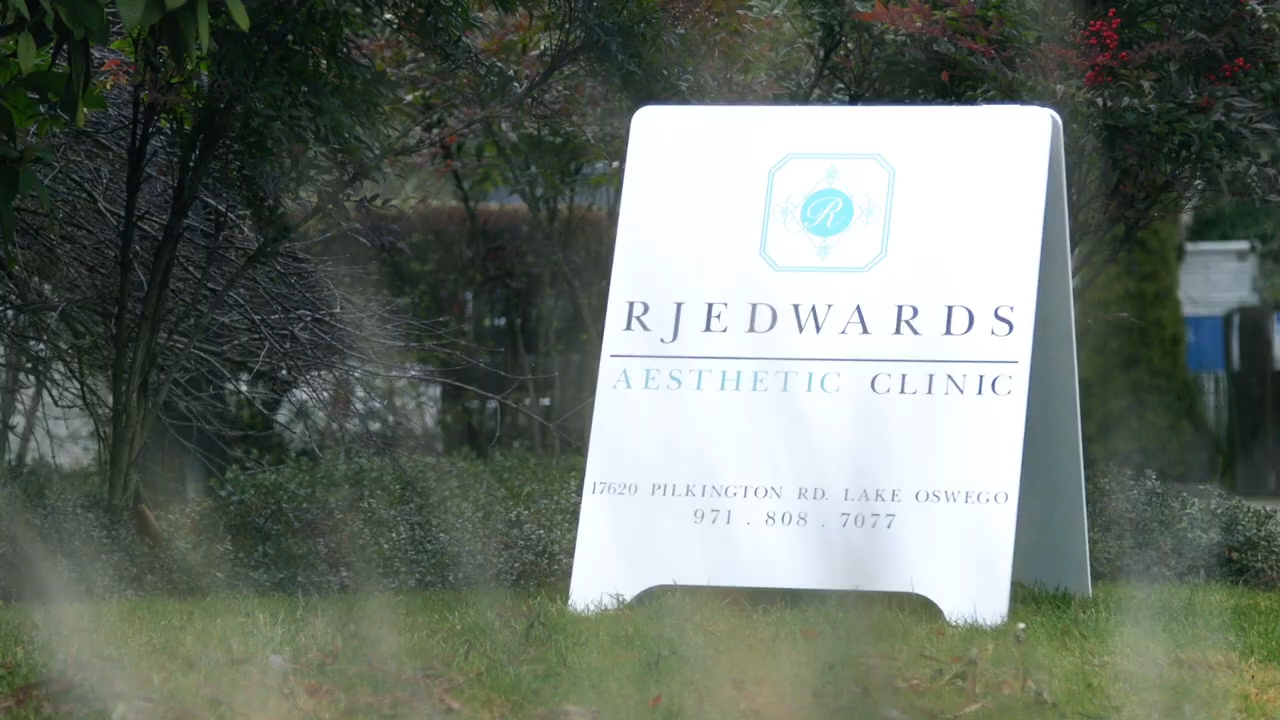 R
RJEDWARDS
AESTHETIC CLINIC
17620 PILKINGTON RD. LAKE OSWEGO
971 . 808 . 7077